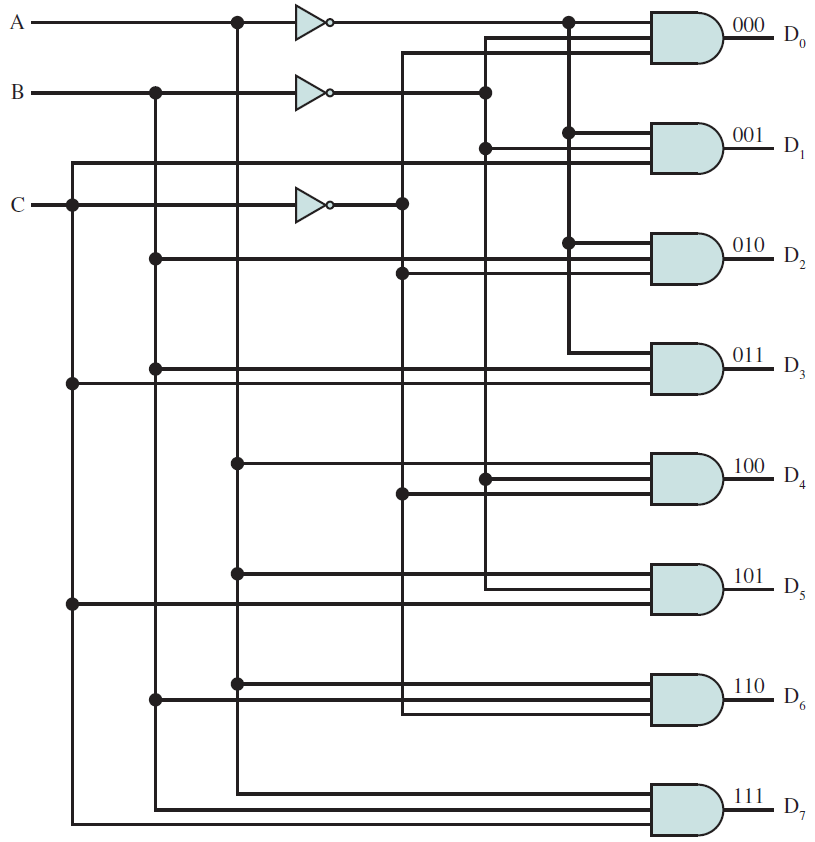 A
000 D₀
B
001 D₁
C
010 D₂
011 D₃
100 D₄
101 D₅
110 D₆
111 D₇